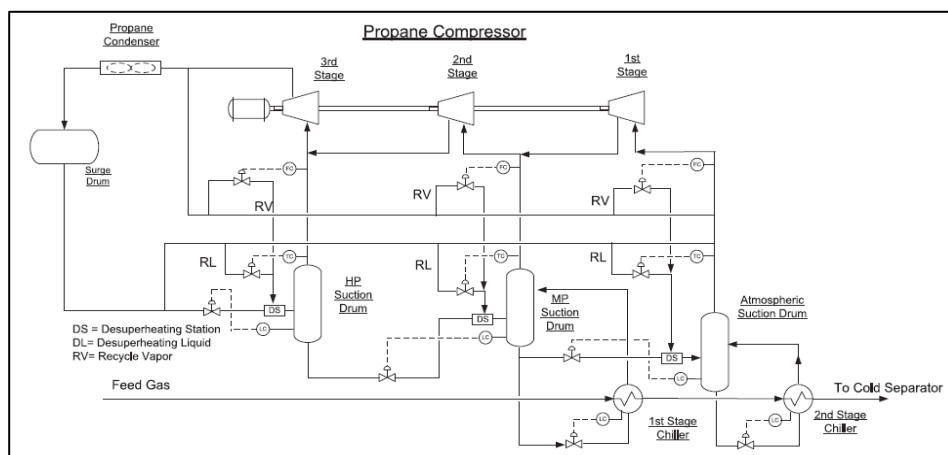 Propane Compressor
Propane
Condenser
3rd
Stage
2nd
Stage
1st
Stage
Surge
Drum
FC
FC
FC
RV
RV
RV
TC
TC
TC
RL
RL
RL
HP
Suction
Drum
MP
Suction
Drum
Atmospheric
Suction Drum
DS
DS
DS
LC
LC
LC
DS = Desuperheating Station
DL= Desuperheating Liquid
RV= Recycle Vapor
Feed Gas
To Cold Separator
LC
LC
1st Stage
Chiller
2nd Stage
Chiller